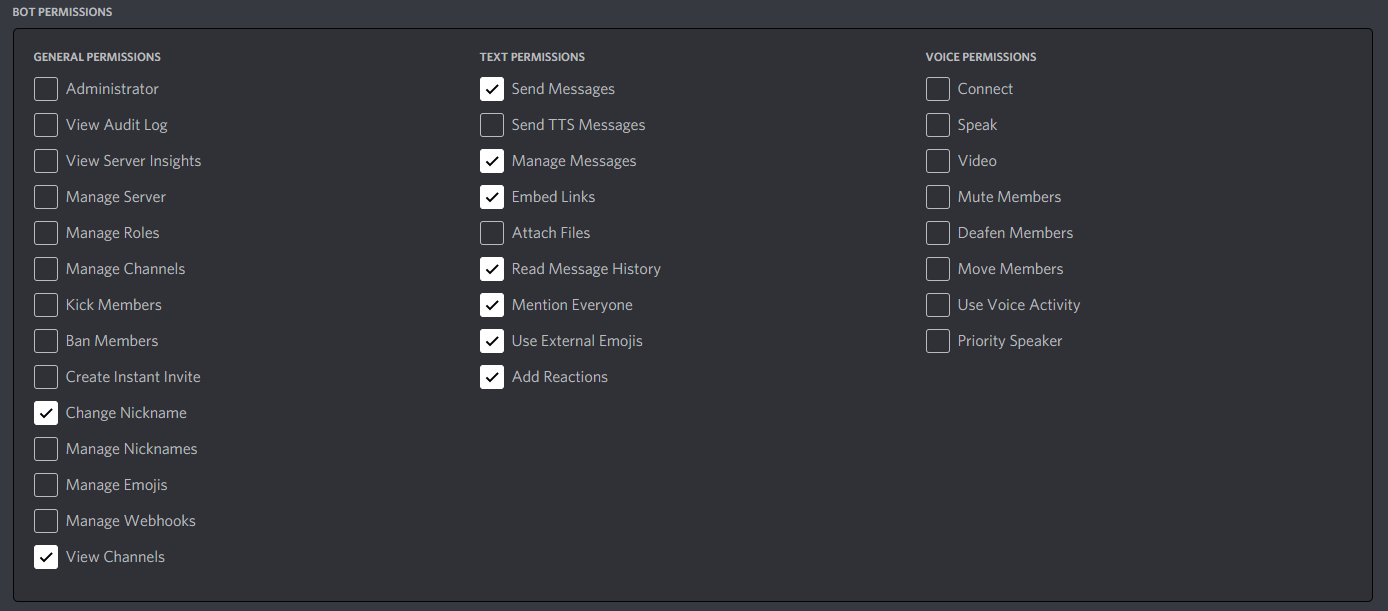 BOT PERMISSIONS
GENERAL PERMISSIONS
Administrator
View Audit Log
View Server Insights
Manage Server
Manage Roles
Manage Channels
Kick Members
Ban Members
Create Instant Invite
Change Nickname
Manage Nicknames
Manage Emojis
Manage Webhooks
View Channels
TEXT PERMISSIONS
Send Messages
Send TTS Messages
Manage Messages
Embed Links
Attach Files
Read Message History
Mention Everyone
Use External Emojis
Add Reactions
VOICE PERMISSIONS
Connect
Speak
Video
Mute Members
Deafen Members
Move Members
Use Voice Activity
Priority Speaker